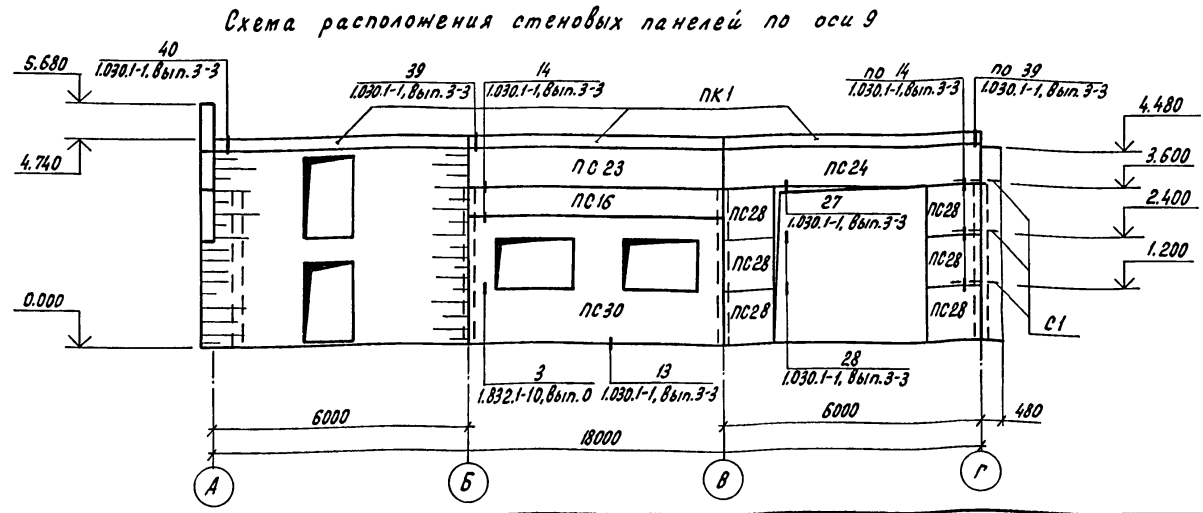 Схема расположения стеновых панелей по оси 9
5.680
40
1.030.1-1, Вып.3-3
39
1.030.1-1, Вып.3-3
14
1.030.1-1, Вып.3-3
ПК1
по 14
1.030.1-1, Вып.3-3
по 39
1.030.1-1, Вып.3-3
4.480
4.740
ПС23
ПС24
3.600
ПС16
ПС28
27
1.030.1-1, Вып.3-3
ПС28
2.400
ПС28
ПС28
1.200
0.000
ПС30
ПС28
ПС28
С1
3
1.832.1-10, Вып.0
13
1.030.1-1, Вып.3-3
28
1.030.1-1, Вып.3-3
6000
6000
480
18000
А
Б
В
Г